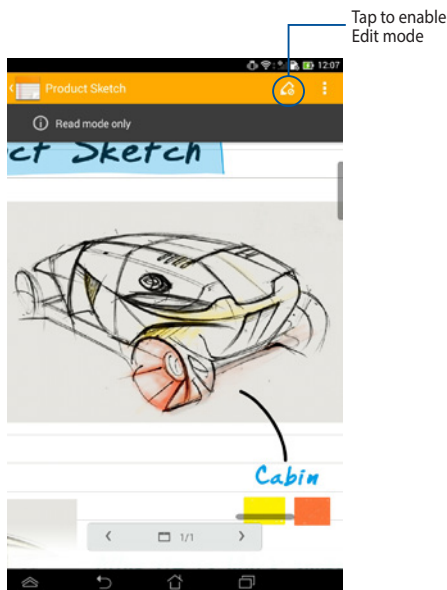 Tap to enable
Edit mode
12:07
Product Sketch
Read mode only
ct Sketch
Cabin
1/1